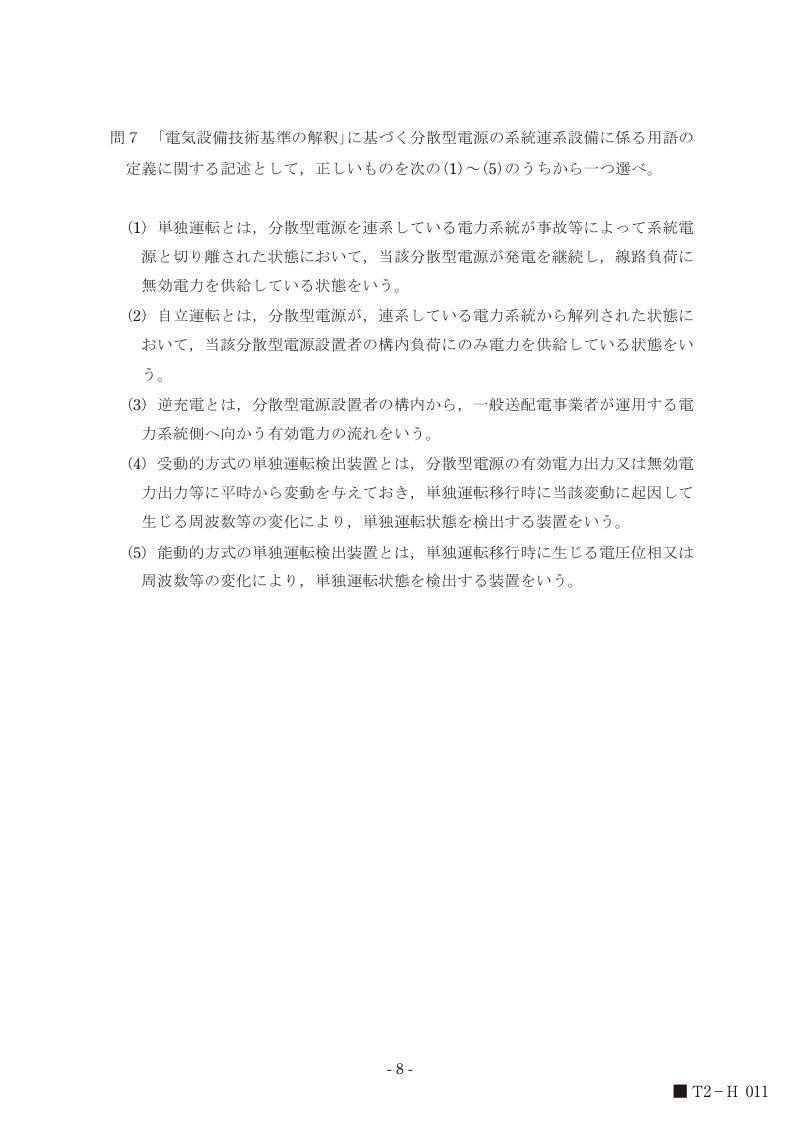 問７　「電気設備技術基準の解釈」に基づく分散型電源の系統連系設備に係る用語の
定義に関する記述として，正しいものを次の(1)～(5)のうちから一つ選べ。
(1)　単独運転とは，分散型電源を連系している電力系統が事故等によって系統電
源と切り離された状態において，当該分散型電源が発電を継続し，線路負荷に
無効電力を供給している状態をいう。
(2)　自立運転とは，分散型電源が，連系している電力系統から解列された状態に
おいて，当該分散型電源設置者の構内負荷にのみ電力を供給している状態をい
う。
(3)　逆充電とは，分散型電源設置者の構内から，一般送配電事業者が運用する電
力系統側へ向かう有効電力の流れをいう。
(4)　受動的方式の単独運転検出装置とは，分散型電源の有効電力出力又は無効電
力出力等に平時から変動を与えておき，単独運転移行時に当該変動に起因して
生じる周波数等の変化により，単独運転状態を検出する装置をいう。
(5)　能動的方式の単独運転検出装置とは，単独運転移行時に生じる電圧位相又は
周波数等の変化により，単独運転状態を検出する装置をいう。
- 8 -
■ T2－H 011